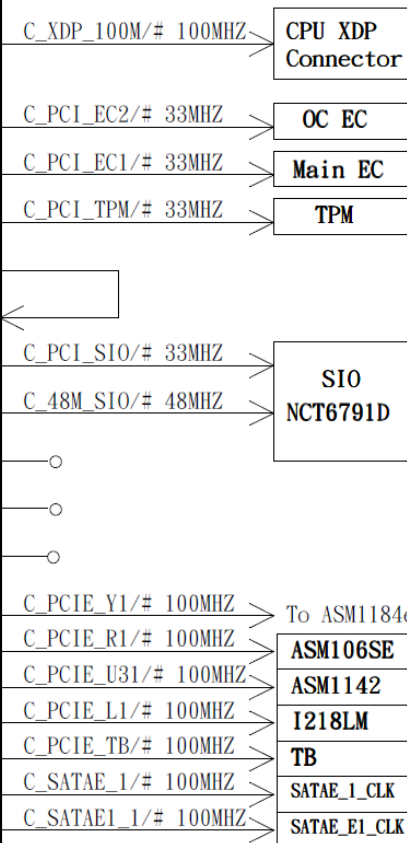 C_XDP_100M/# 100MHZ
CPU XDP
Connector
C_PCI_EC2/# 33MHZ
OC EC
C_PCI_EC1/# 33MHZ
Main EC
C_PCI_TPM/# 33MHZ
TPM
C_PCI_SIO/# 33MHZ
SIO
C_48M_SIO/# 48MHZ
NCT6791D
C_PCIE_Y1/# 100MHZ
To ASM1184e
C_PCIE_R1/# 100MHZ
ASM106SE
C_PCIE_U31/# 100MHZ
ASM1142
C_PCIE_L1/# 100MHZ
I218LM
C_PCIE_TB/# 100MHZ
TB
C_SATAE_1/# 100MHZ
SATAE_1_CLK
C_SATAE1_1/# 100MHZ
SATAE_E1_CLK